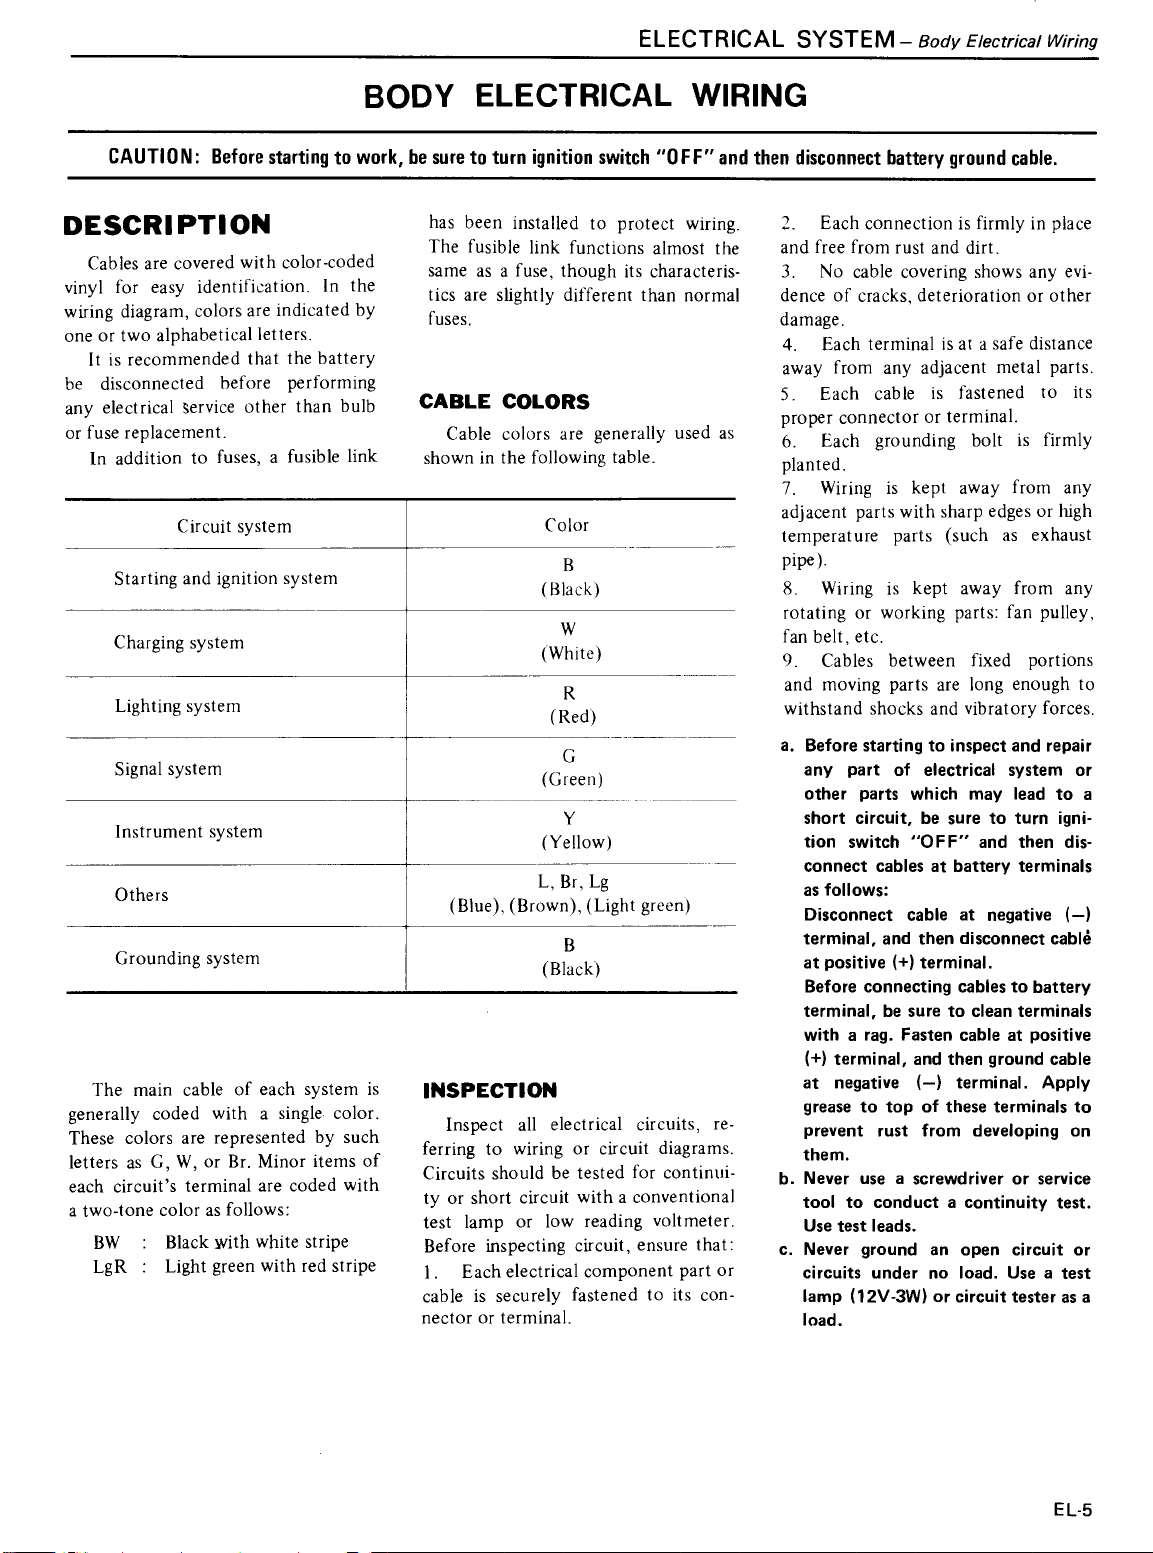 ELECTRICAL SYSTEM – Body Electrical Wiring
BODY ELECTRICAL WIRING
CAUTION: Before starting to work, be sure to turn ignition switch "OFF" and then disconnect battery ground cable.
DESCRIPTION
Cables are covered with color-coded
vinyl for easy identification. In the
wiring diagram, colors are indicated by
one or two alphabetical letters.
It is recommended that the battery
be disconnected before performing
any electrical service other than bulb
or fuse replacement.
In addition to fuses, a fusible link
has been installed to protect wiring.
The fusible link functions almost the
same as a fuse, though its characteris-
tics are slightly different than normal
fuses.
CABLE COLORS
Cable colors are generally used as
shown in the following table.
Circuit system
Color
Starting and ignition system
B
(Black)
Charging system
W
(White)
Lighting system
R
(Red)
Signal system
G
(Green)
Instrument system
Y
(Yellow)
Others
L, Br, Lg
(Blue), (Brown), (Light green)
Grounding system
B
(Black)
The main cable of each system is
generally coded with a single color.
These colors are represented by such
letters as G, W, or Br. Minor items of
each circuit's terminal are coded with
a two-tone color as follows:
BW : Black with white stripe
LgR : Light green with red stripe
INSPECTION
Inspect all electrical circuits, re-
ferring to wiring or circuit diagrams.
Circuits should be tested for continui-
ty or short circuit with a conventional
test lamp or low reading voltmeter.
Before inspecting circuit, ensure that:
1. Each electrical component part or
cable is securely fastened to its con-
nector or terminal.
2. Each connection is firmly in place
and free from rust and dirt.
3. No cable covering shows any evi-
dence of cracks, deterioration or other
damage.
4. Each terminal is at a safe distance
away from any adjacent metal parts.
5. Each cable is fastened to its
proper connector or terminal.
6. Each grounding bolt is firmly
planted.
7. Wiring is kept away from any
adjacent parts with sharp edges or high
temperature parts (such as exhaust
pipe).
8. Wiring is kept away from any
rotating or working parts: fan pulley,
fan belt, etc.
9. Cables between fixed portions
and moving parts are long enough to
withstand shocks and vibratory forces.
a. Before starting to inspect and repair
any part of electrical system or
other parts which may lead to a
short circuit, be sure to turn igni-
tion switch "OFF" and then dis-
connect cables at battery terminals
as follows:
Disconnect cable at negative (–)
terminal, and then disconnect cable
at positive (+) terminal.
Before connecting cables to battery
terminal, be sure to clean terminals
with a rag. Fasten cable at positive
(+) terminal, and then ground cable
at negative (–) terminal. Apply
grease to top of these terminals to
prevent rust from developing on
them.
b. Never use a screwdriver or service
tool to conduct a continuity test.
Use test leads.
c. Never ground an open circuit or
circuits under no load. Use a test
lamp (12V-3W) or circuit tester as a
load.
EL-5